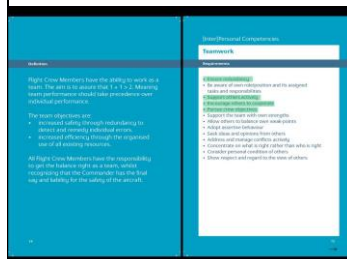 Definition
Flight Crew Members have the ability to work as a
team. The aim is to assure that 1 + 1 > 2. Meaning
team performance should take precedence over
individual performance.
The team objectives are:
• increased safety through redundancy to
detect and remedy individual errors.
• increased efficiency through the organised
use of all existing resources.
All Flight Crew Members have the responsibility
to get the balance right as a team, whilst
recognizing that the Commander has the final
say and liability for the safety of the aircraft.
(Inter)Personal Competencies
Teamwork
Requirements
• Ensure redundancy
• Be aware of own role/position and its assigned
tasks and responsibilities
• Support others actively
• Encourage others to cooperate
• Pursue clear objectives
• Support the team with own strengths
• Allow others to balance own weak points
• Adopt assertive behaviour
• Seek ideas and opinions from others
• Address and manage conflicts actively
• Concentrate on what is right rather than who is right
• Consider personal condition of others
• Show respect and regard to the view of others